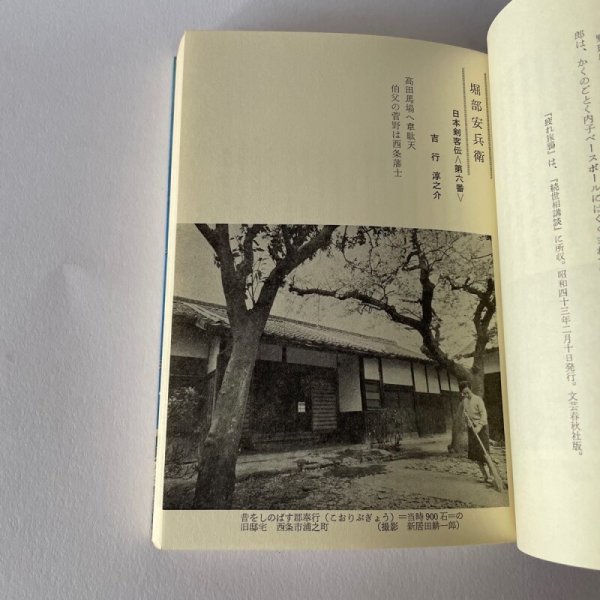 郎は、かくのごとく内子ベースボールに
『疲れ旅籠』は、『続世相講談』に所収。昭和四十三年二月十日発行。文芸春秋社版。
堀部安兵衛
日本剣客伝〈第六番〉
吉行淳之介
高田馬場へ韋駄天
伯父の菅野は西条藩士
昔をしのばす郡奉行(こおりぶぎょう)=当時900石=の
旧邸宅 西条市浦之町 (撮影 新居田耕一郎)